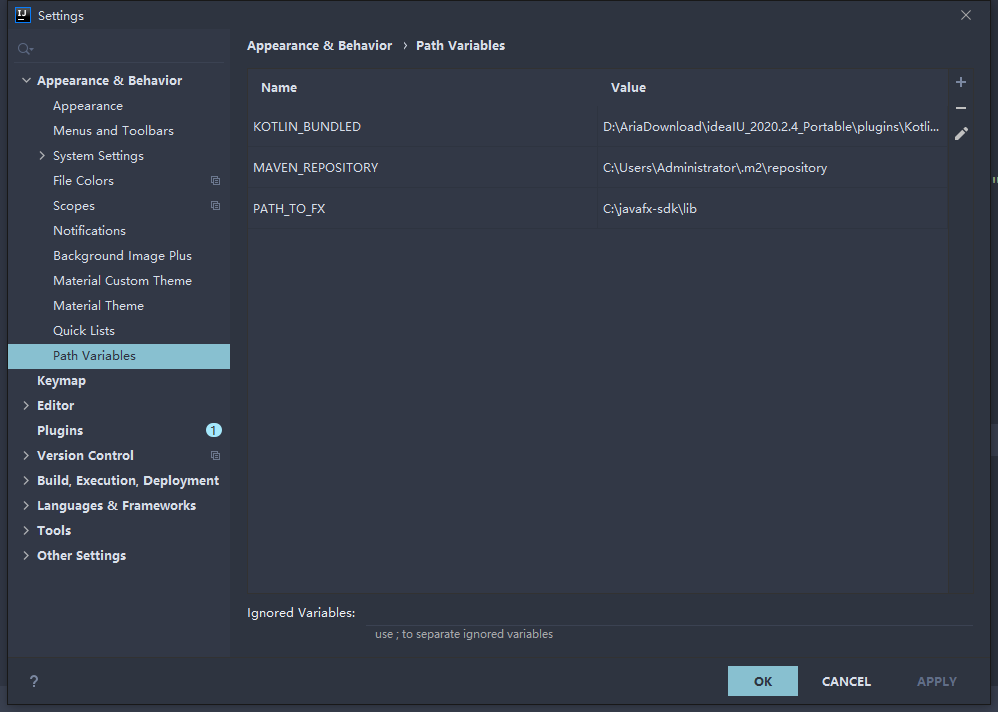 Settings
Appearance & Behavior
Appearance
Menus and Toolbars
System Settings
File Colors
Scopes
Notifications
Background Image Plus
Material Custom Theme
Material Theme
Quick Lists
Path Variables
Keymap
Editor
Plugins 1
Version Control
Build, Execution, Deployment
Languages & Frameworks
Tools
Other Settings
Appearance & Behavior › Path Variables
Name Value
KOTLIN_BUNDLED D:\AriaDownload\ideaIU_2020.2.4_Portable\plugins\Kotli...
MAVEN_REPOSITORY C:\Users\Administrator\.m2\repository
PATH_TO_FX C:\javafx-sdk\lib
Ignored Variables:
use ; to separate ignored variables
? OK CANCEL APPLY